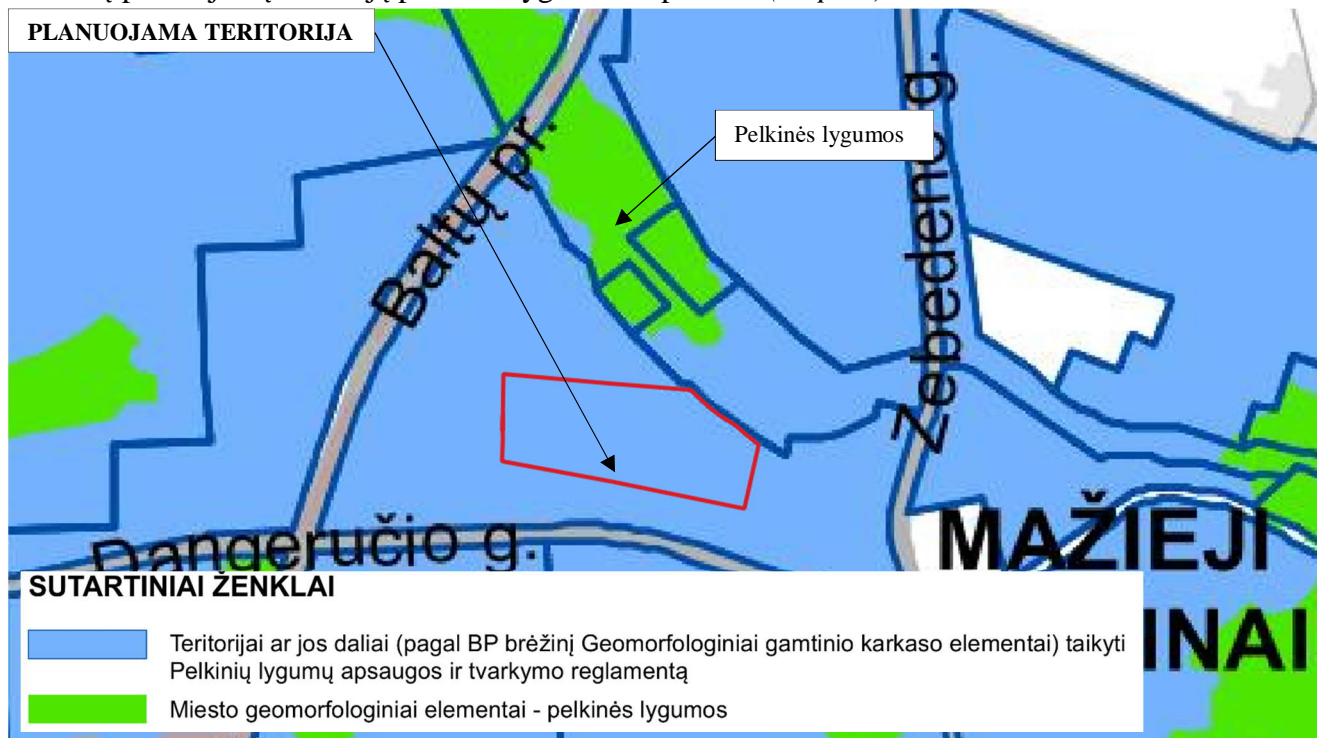 PLANUOJAMA TERITORIJA
Pelkinės lygumos
Baltų pr.
Žebedeno g.
Dangeručio g.
MAŽIEJI
INAI
SUTARTINIAI ŽENKLAI
Teritorijai ar jos daliai (pagal BP brėžinį Geomorfologiniai gamtinio karkaso elementai) taikyti
Pelkinių lygumų apsaugos ir tvarkymo reglamentą
Miesto geomorfologiniai elementai - pelkinės lygumos